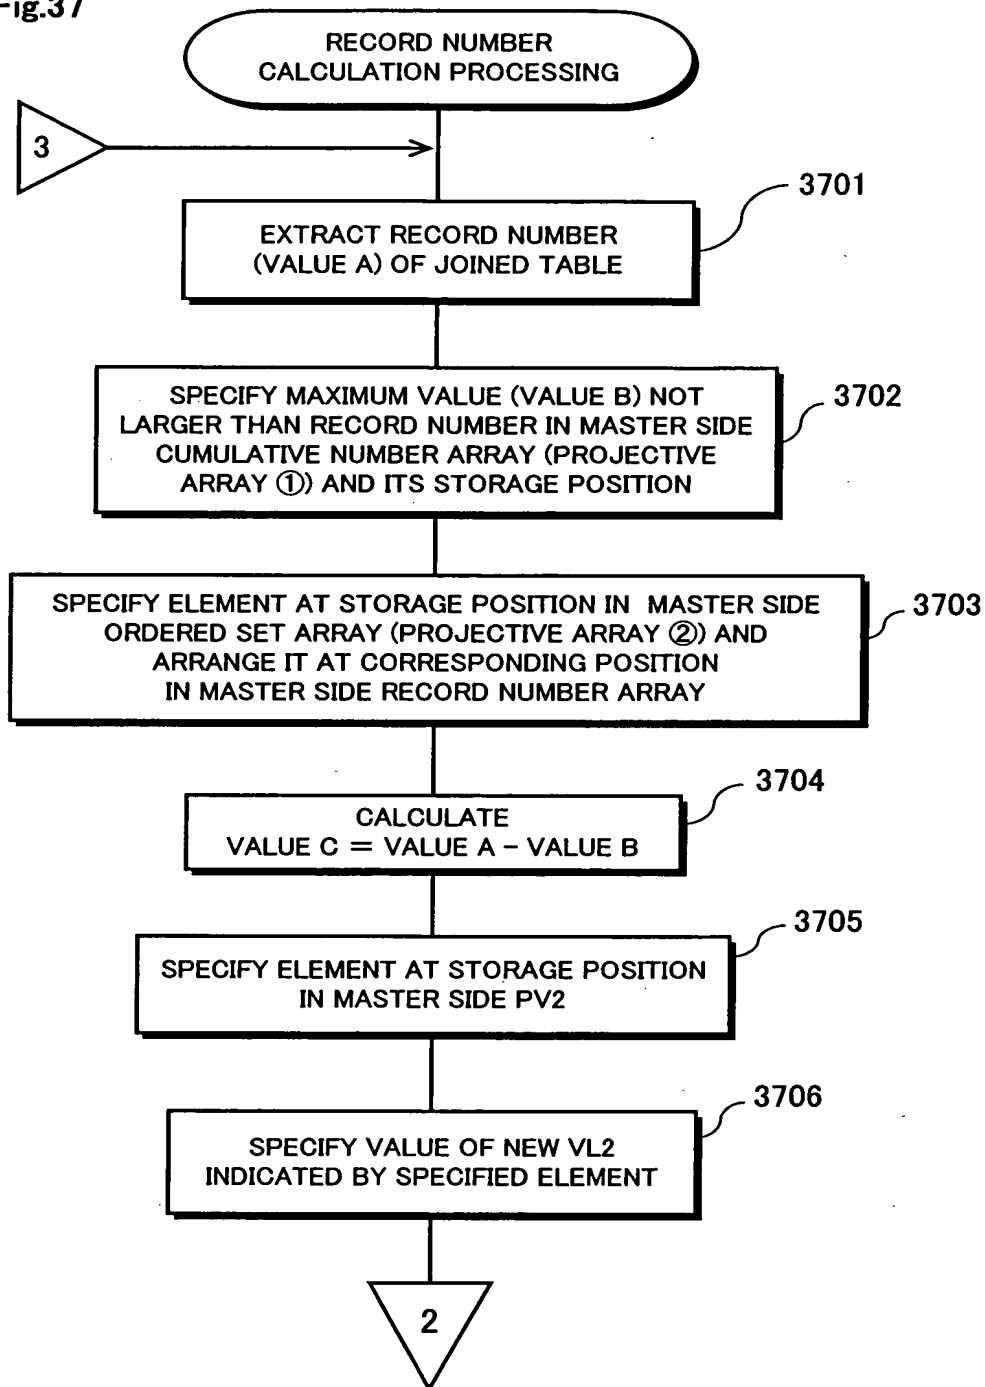 Fig.37
RECORD NUMBER
CALCULATION PROCESSING
3
3701
EXTRACT RECORD NUMBER
(VALUE A) OF JOINED TABLE
3702
SPECIFY MAXIMUM VALUE (VALUE B) NOT
LARGER THAN RECORD NUMBER IN MASTER SIDE
CUMULATIVE NUMBER ARRAY (PROJECTIVE
ARRAY ①) AND ITS STORAGE POSITION
3703
SPECIFY ELEMENT AT STORAGE POSITION IN MASTER SIDE
ORDERED SET ARRAY (PROJECTIVE ARRAY ②) AND
ARRANGE IT AT CORRESPONDING POSITION
IN MASTER SIDE RECORD NUMBER ARRAY
3704
CALCULATE
VALUE C = VALUE A - VALUE B
3705
SPECIFY ELEMENT AT STORAGE POSITION
IN MASTER SIDE PV2
3706
SPECIFY VALUE OF NEW VL2
INDICATED BY SPECIFIED ELEMENT
2